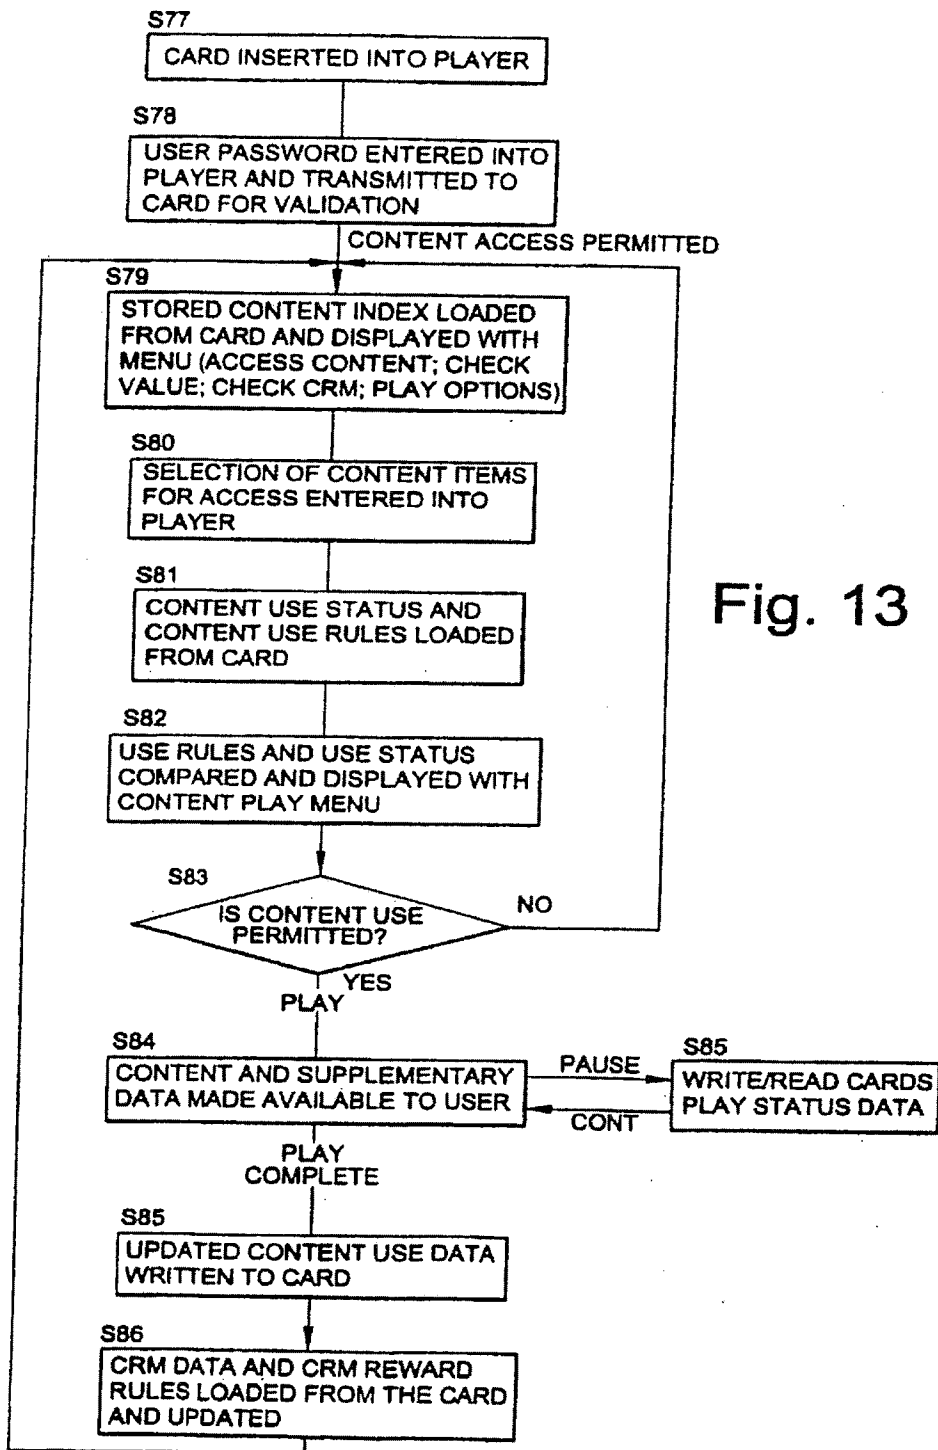 S77
CARD INSERTED INTO PLAYER
S78
USER PASSWORD ENTERED INTO
PLAYER AND TRANSMITTED TO
CARD FOR VALIDATION
CONTENT ACCESS PERMITTED
S79
STORED CONTENT INDEX LOADED
FROM CARD AND DISPLAYED WITH
MENU (ACCESS CONTENT; CHECK
VALUE; CHECK CRM; PLAY OPTIONS)
S80
SELECTION OF CONTENT ITEMS
FOR ACCESS ENTERED INTO
PLAYER
S81
CONTENT USE STATUS AND
CONTENT USE RULES LOADED
FROM CARD
Fig. 13
S82
USE RULES AND USE STATUS
COMPARED AND DISPLAYED WITH
CONTENT PLAY MENU
S83
IS CONTENT USE
PERMITTED?
NO
YES
PLAY
S84
CONTENT AND SUPPLEMENTARY
DATA MADE AVAILABLE TO USER
PAUSE
CONT
S85
WRITE/READ CARDS
PLAY STATUS DATA
PLAY
COMPLETE
S85
UPDATED CONTENT USE DATA
WRITTEN TO CARD
S86
CRM DATA AND CRM REWARD
RULES LOADED FROM THE CARD
AND UPDATED